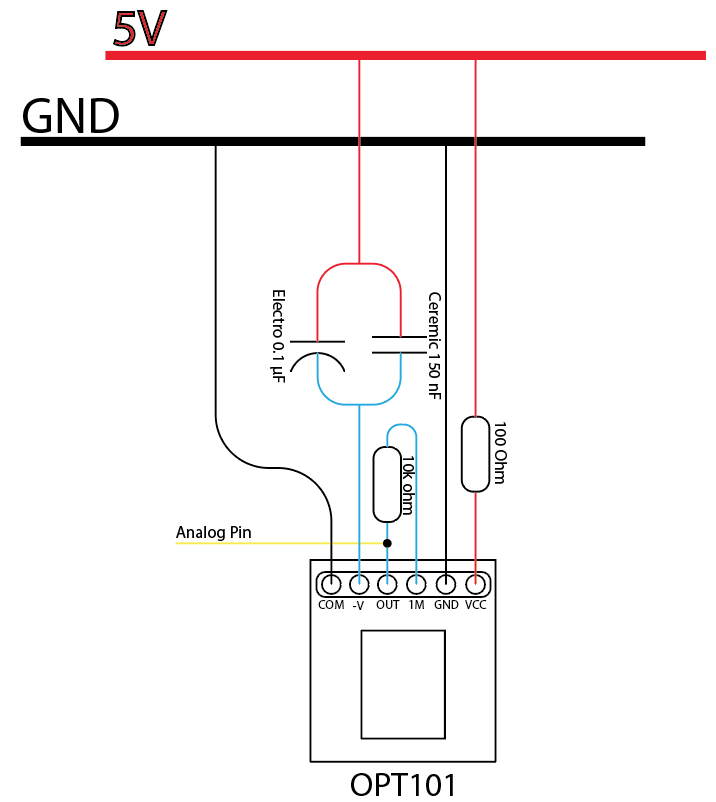 5V
GND
Electro 0.1 µF
Ceremic 150 nF
100 Ohm
10k ohm
Analog Pin
COM -V OUT 1M GND VCC
OPT101